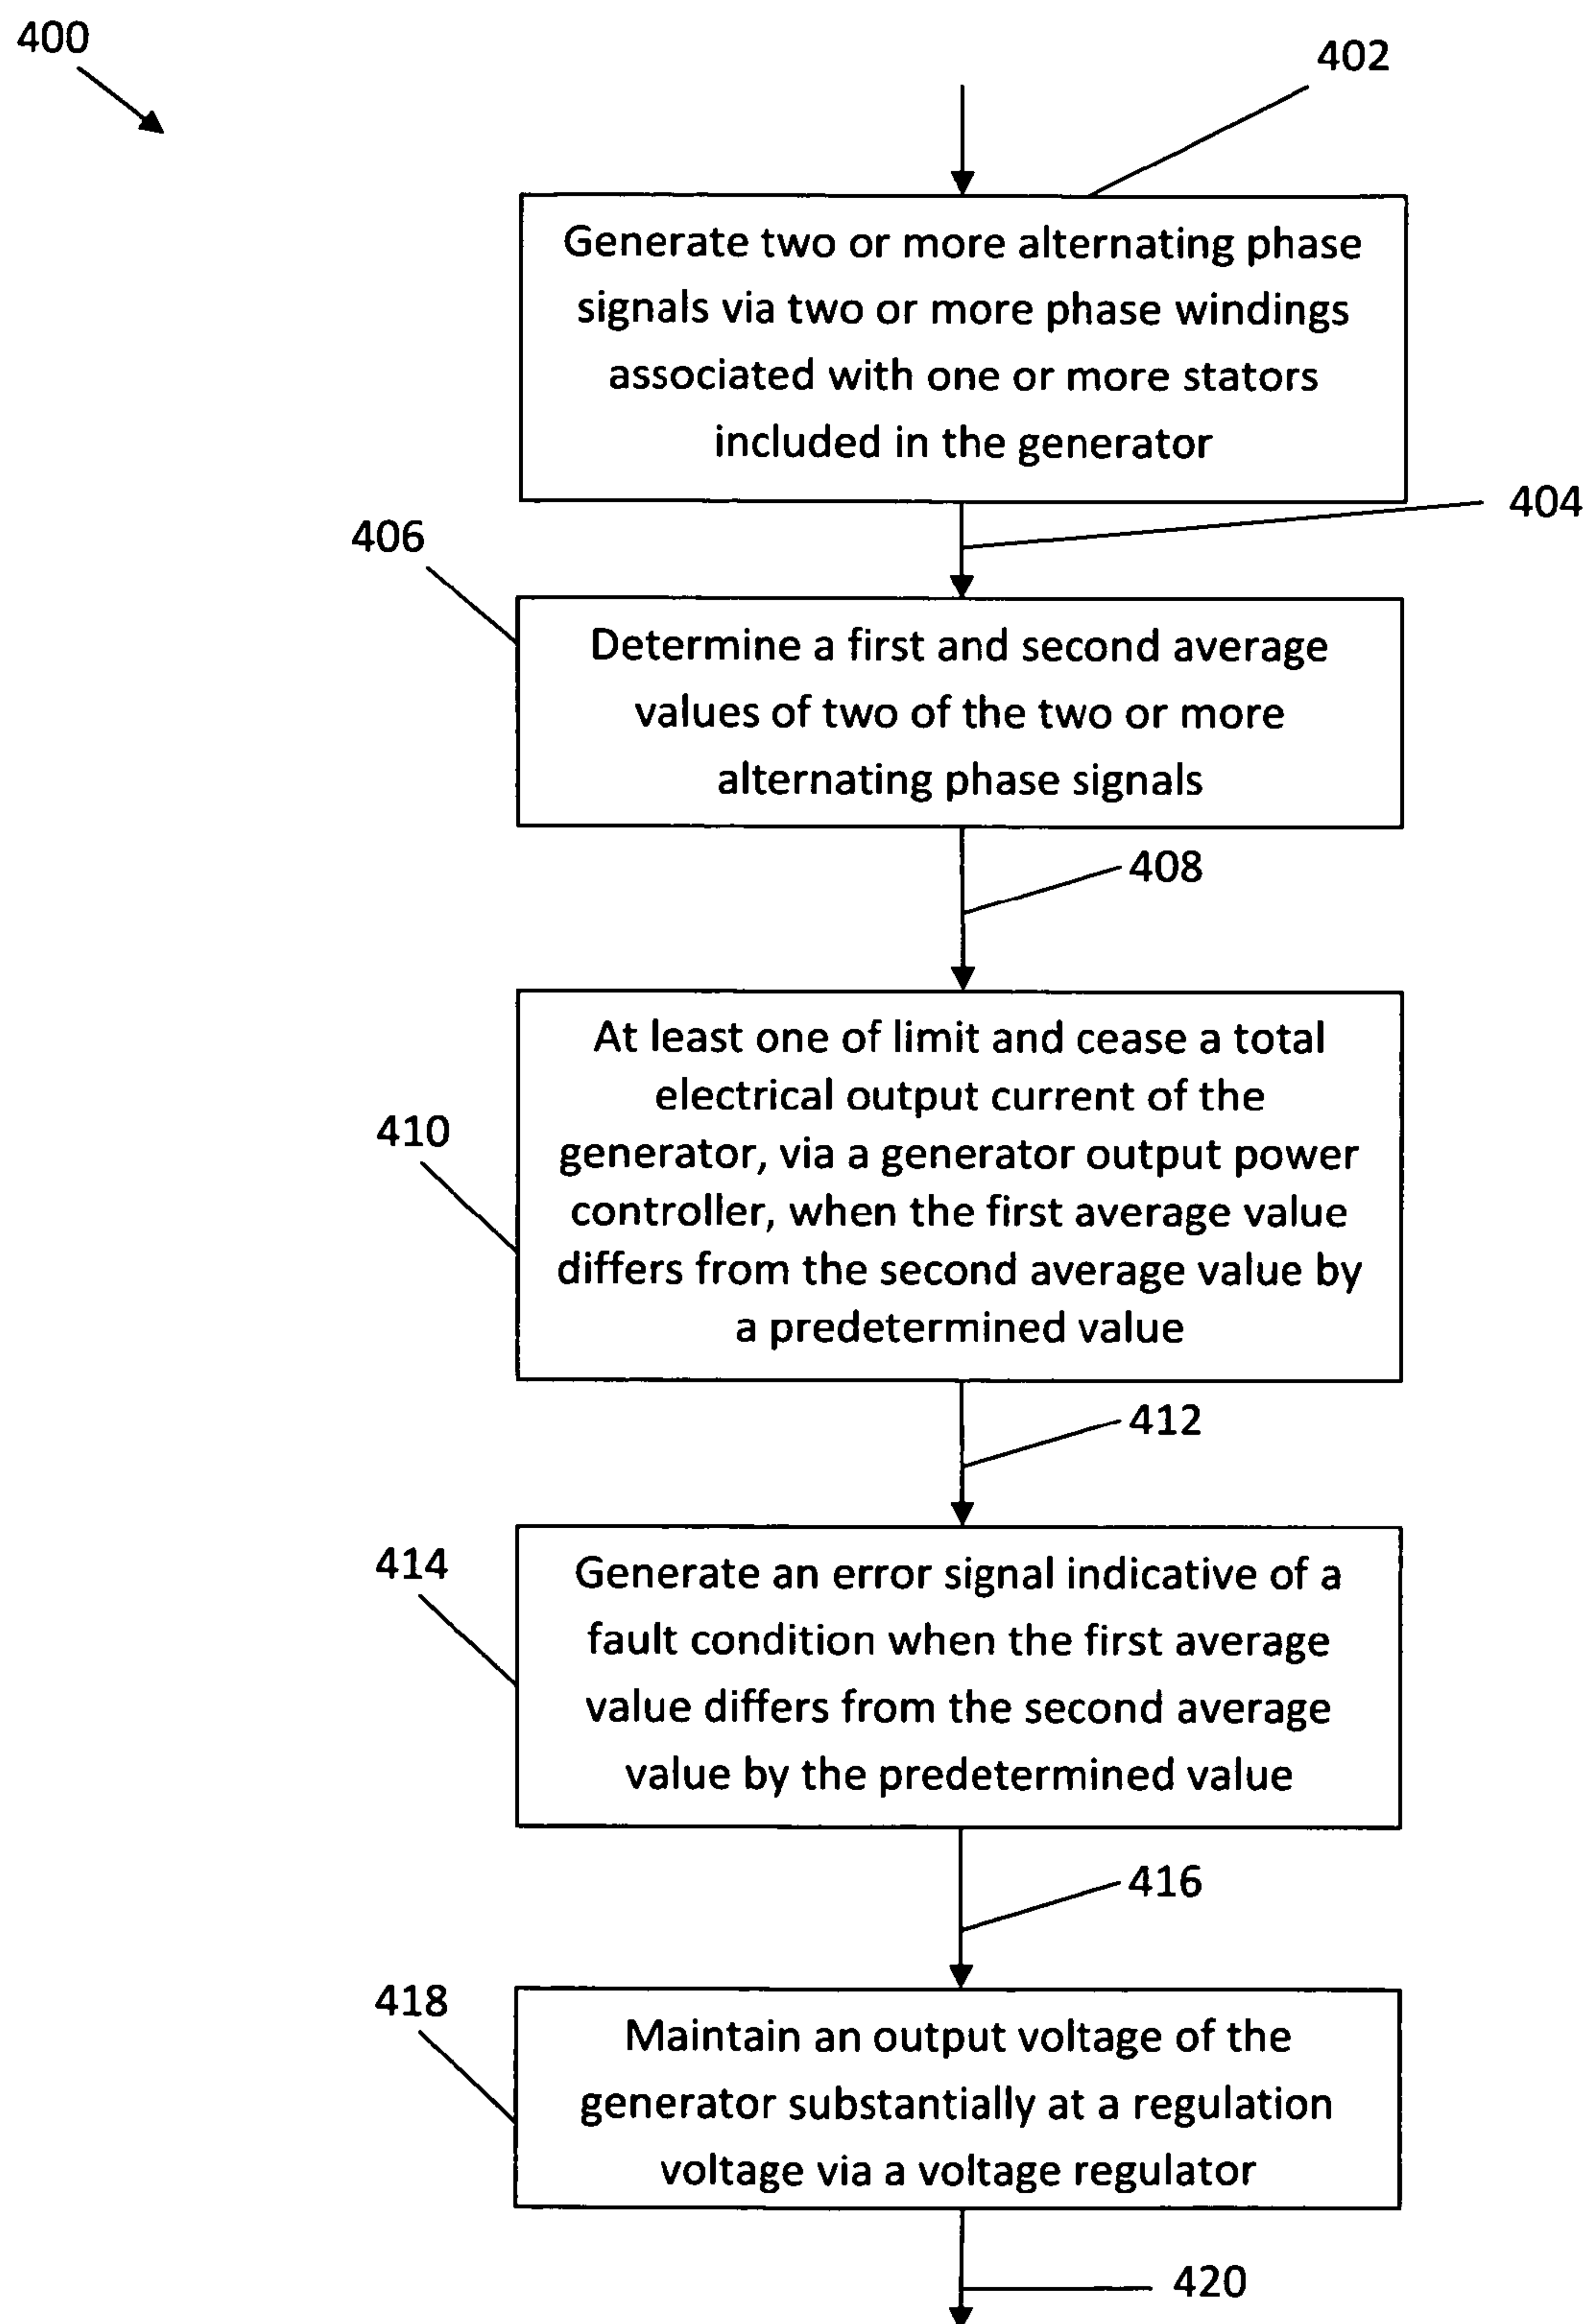 400
402
Generate two or more alternating phase
signals via two or more phase windings
associated with one or more stators
included in the generator
404
406
Determine a first and second average
values of two of the two or more
alternating phase signals
408
At least one of limit and cease a total
electrical output current of the
generator, via a generator output power
controller, when the first average value
differs from the second average value by
a predetermined value
410
412
414
Generate an error signal indicative of a
fault condition when the first average
value differs from the second average
value by the predetermined value
416
418
Maintain an output voltage of the
generator substantially at a regulation
voltage via a voltage regulator
420